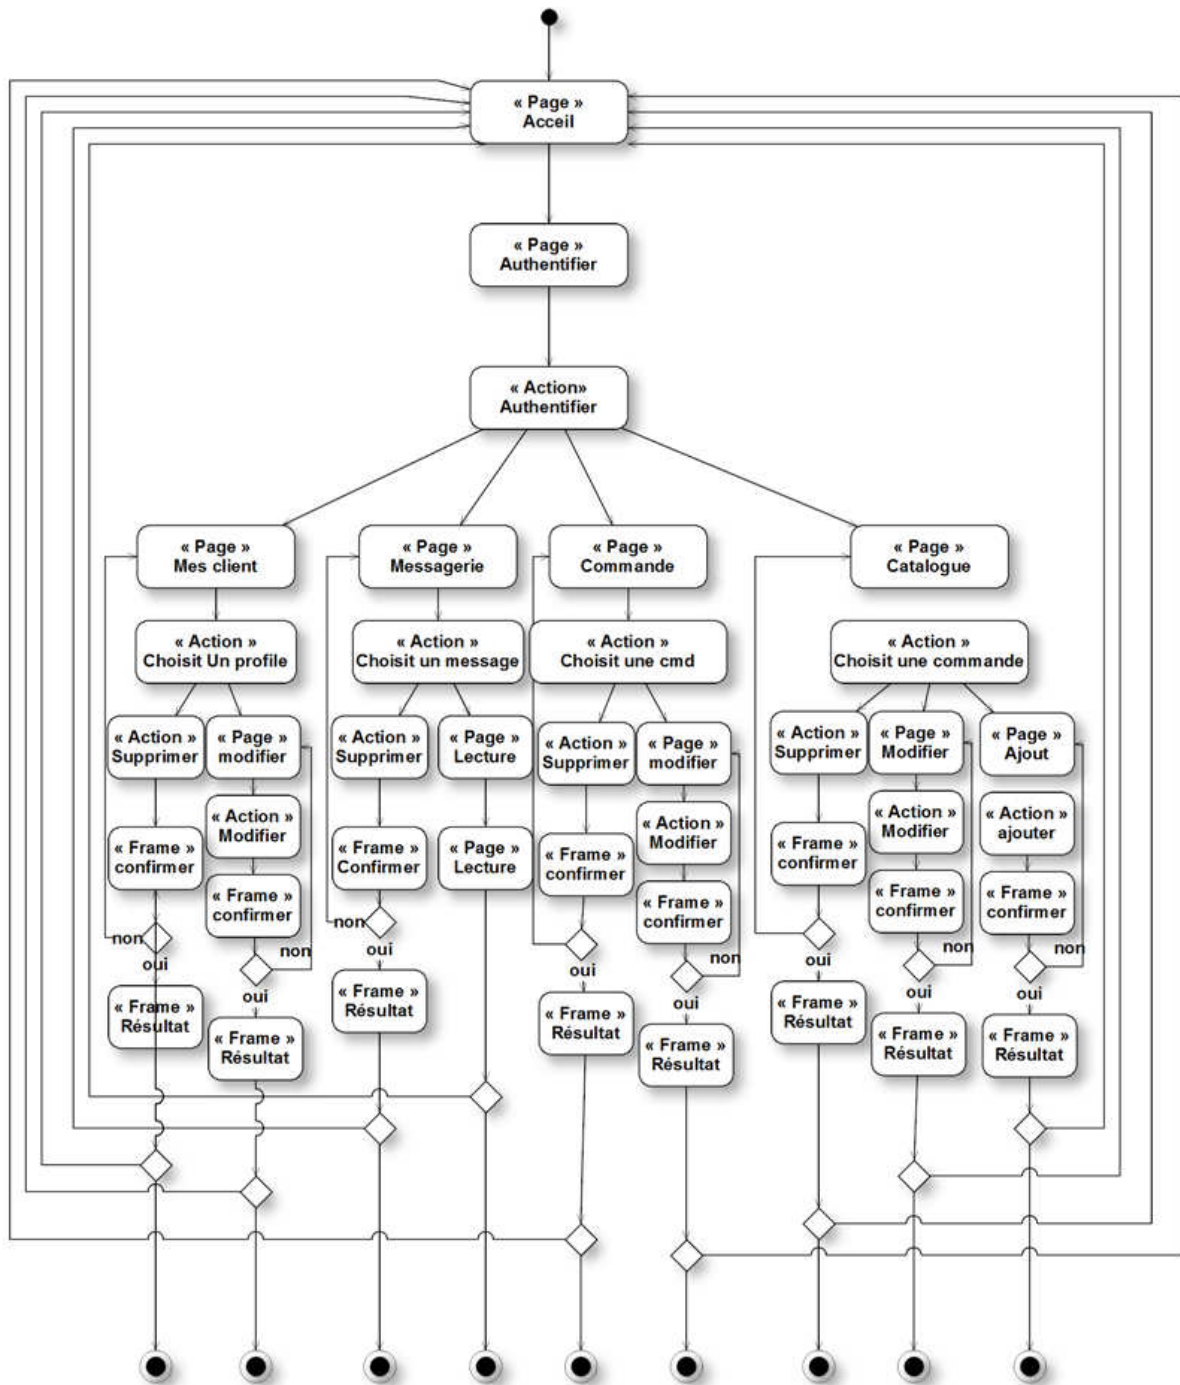 « Page »
Acceil
« Page »
Authentifier
« Action»
Authentifier
« Page »
Mes client
« Page »
Messagerie
« Page »
Commande
« Page »
Catalogue
« Action »
Choisit Un profile
« Action »
Choisit un message
« Action »
Choisit une cmd
« Action »
Choisit une commande
« Action »
Supprimer
« Page »
modifier
« Action »
Supprimer
« Page »
Lecture
« Action »
Supprimer
« Page »
modifier
« Action »
Supprimer
« Page »
Modifier
« Page »
Ajout
« Action »
Modifier
« Action »
Modifier
« Action »
Modifier
« Action »
ajouter
« Frame »
confirmer
« Frame »
Confirmer
« Page »
Lecture
« Frame »
confirmer
« Frame »
confirmer
« Frame »
confirmer
« Frame »
confirmer
« Frame »
confirmer
« Frame »
confirmer
non
oui
non
oui
non
oui
oui
non
oui
oui
non
oui
non
oui
« Frame »
Résultat
« Frame »
Résultat
« Frame »
Résultat
« Frame »
Résultat
« Frame »
Résultat
« Frame »
Résultat
« Frame »
Résultat
« Frame »
Résultat